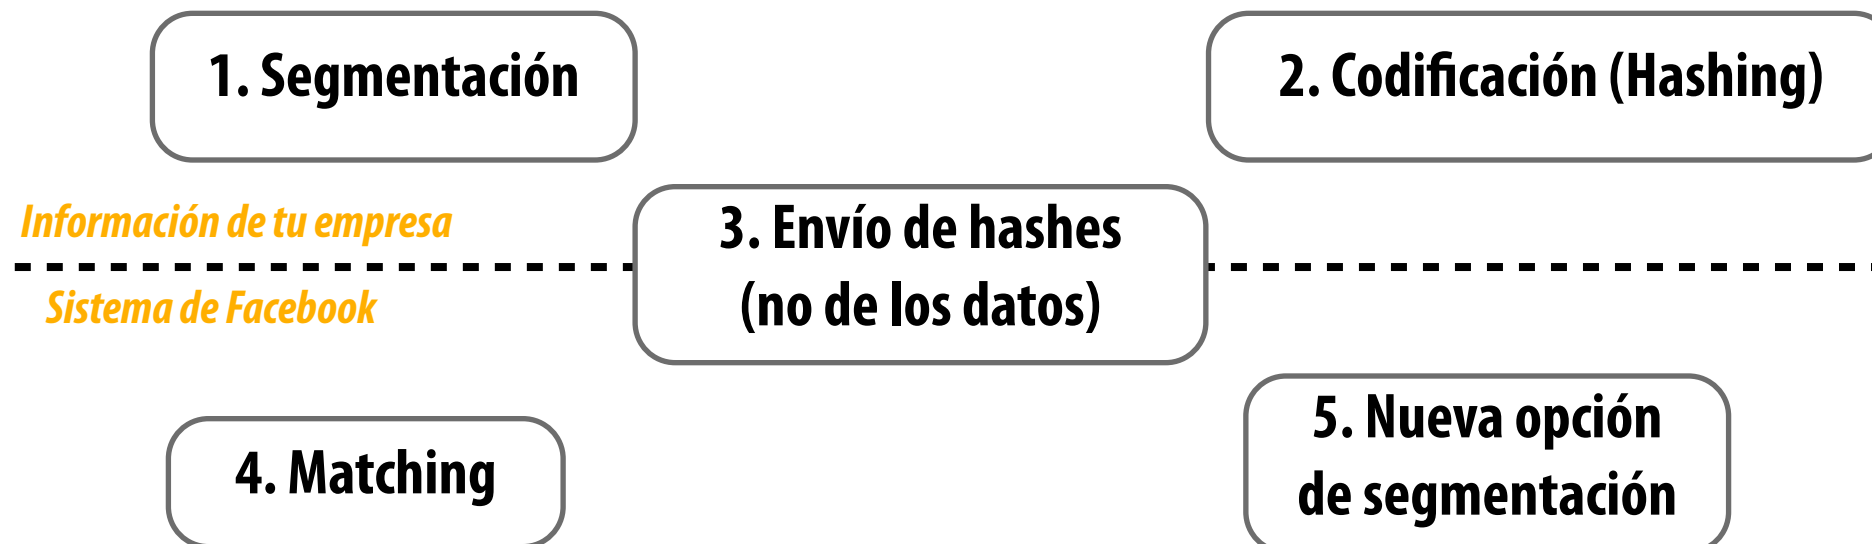 1. Segmentación
2. Codificación (Hashing)
Información de tu empresa
3. Envío de hashes
(no de los datos)
Sistema de Facebook
4. Matching
5. Nueva opción
de segmentación